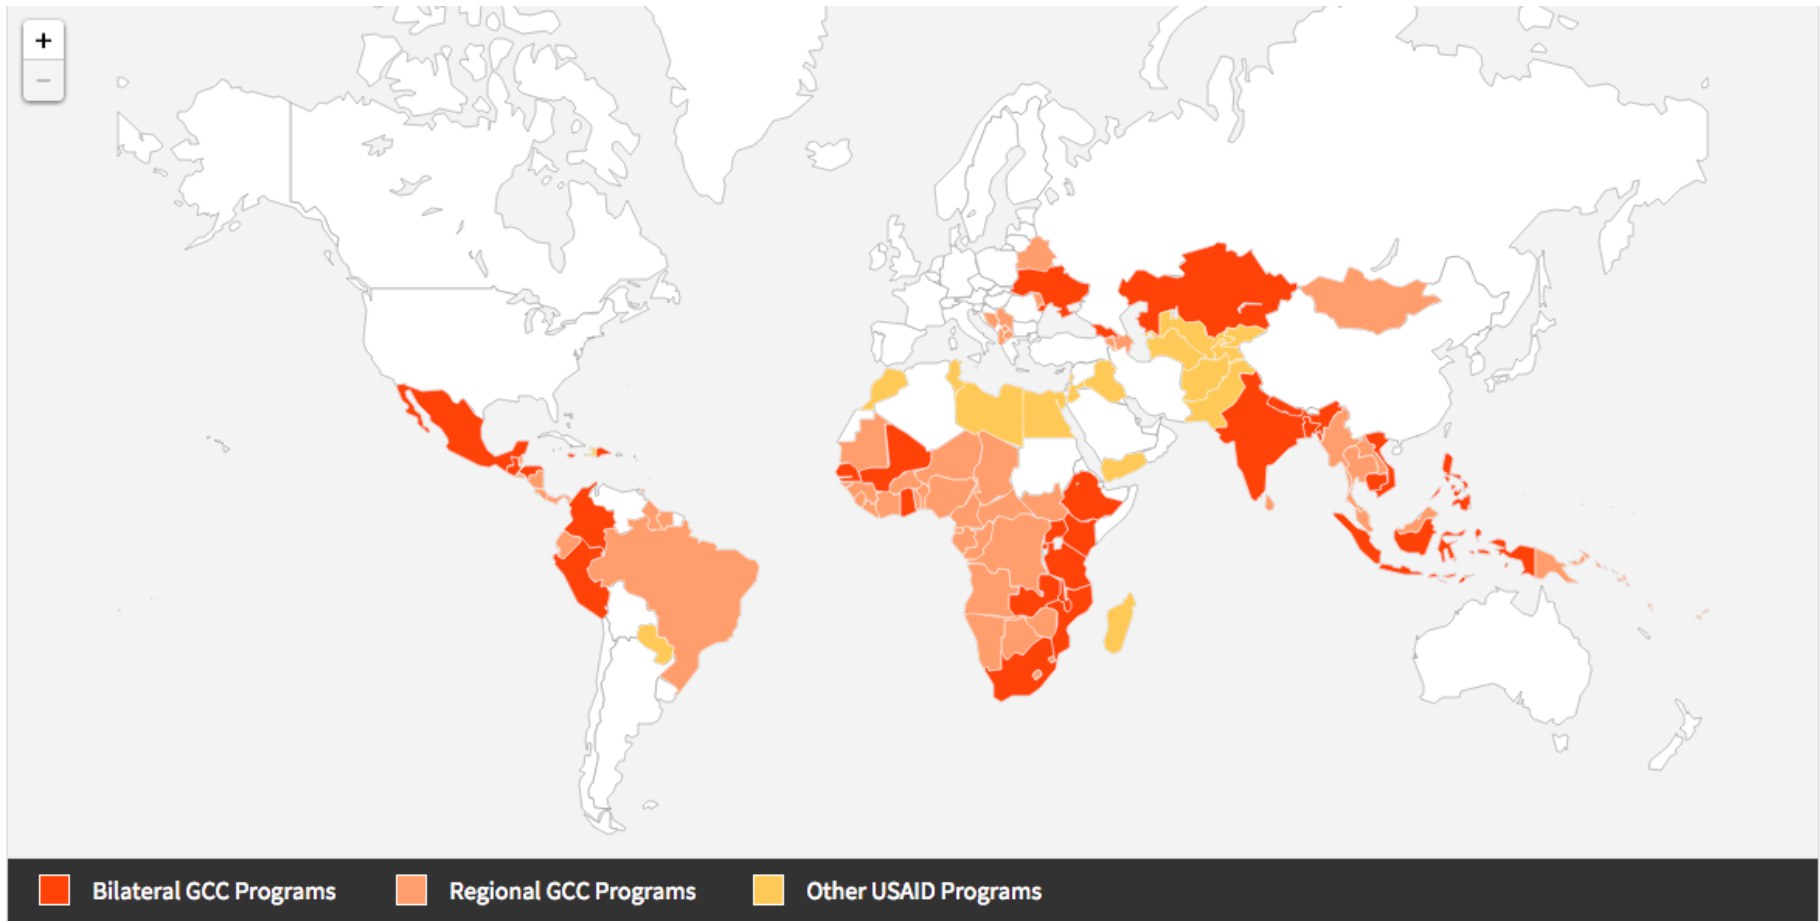 +
−
Bilateral GCC Programs
Regional GCC Programs
Other USAID Programs